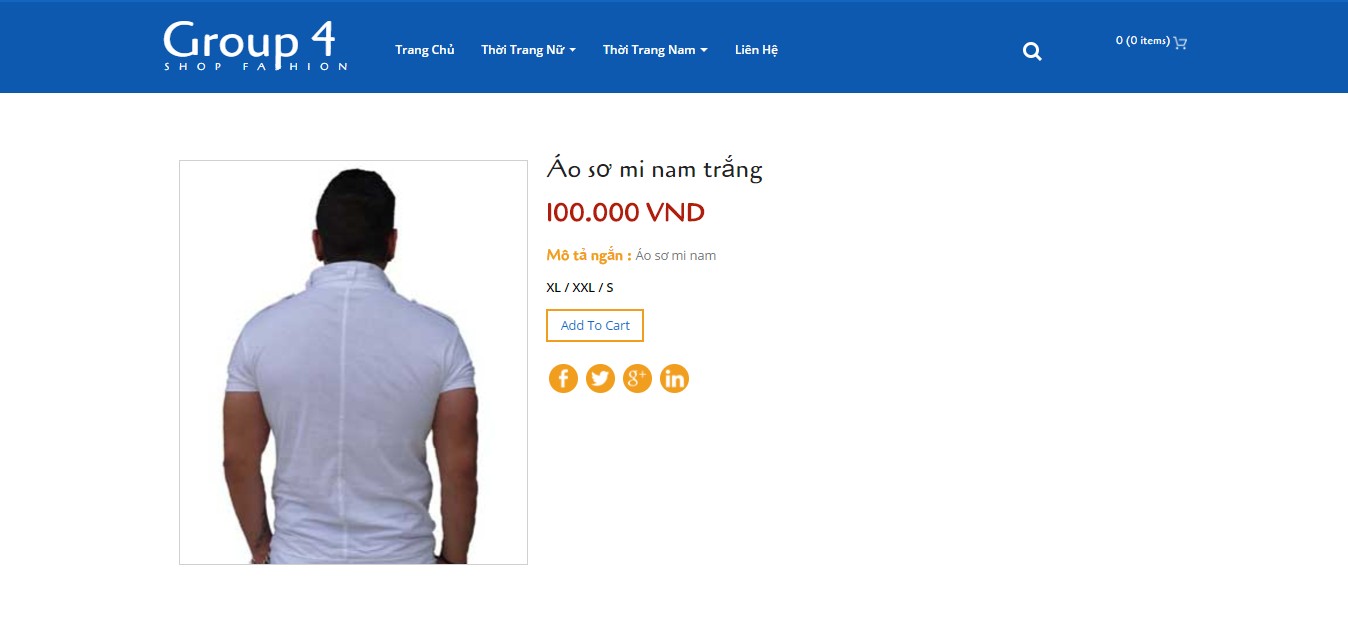 Group 4
SHOP FASHION
Trang Chủ
Thời Trang Nữ
Thời Trang Nam
Liên Hệ
0 (0 items)
Áo sơ mi nam trắng
100.000 VND
Mô tả ngắn : Áo sơ mi nam
XL / XXL / S
Add To Cart
f
g+
in